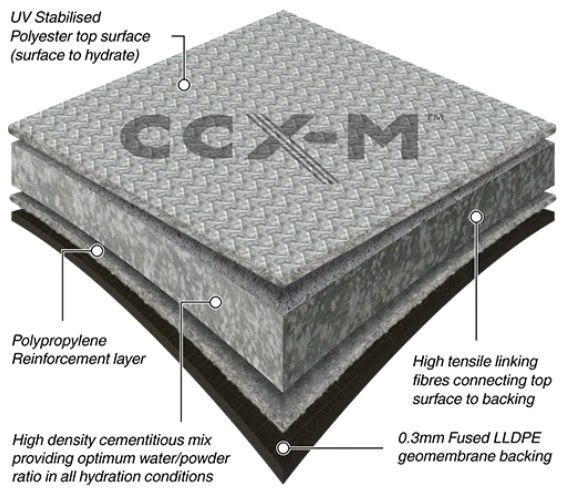 UV Stabilised
Polyester top surface
(surface to hydrate)
CCX-M™
Polypropylene
Reinforcement layer
High tensile linking
fibres connecting top
surface to backing
High density cementitious mix
providing optimum water/powder
ratio in all hydration conditions
0.3mm Fused LLDPE
geomembrane backing